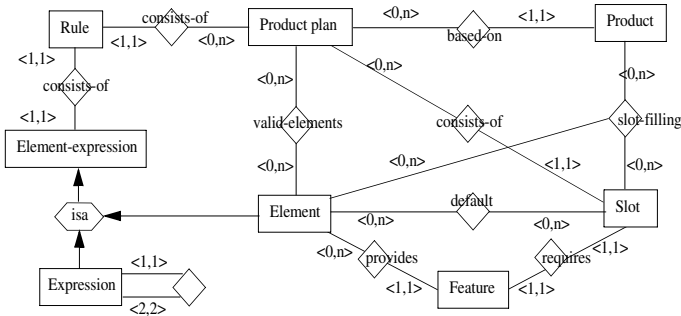 consists-of
<0,n>
<1,1>
Rule
Product plan
Product
<1,1>
<0,n>
based-on
<1,1>
<0,n>
<0,n>
<0,n>
consists-of
<1,1>
valid-elements
consists-of
slot-filling
Element-expression
<0,n>
<0,n>
<1,1>
<0,n>
default
isa
Element
Slot
<0,n>
<0,n>
<0,n>
<1,1>
provides
requires
<1,1>
Expression
<1,1>
Feature
<1,1>
<2,2>